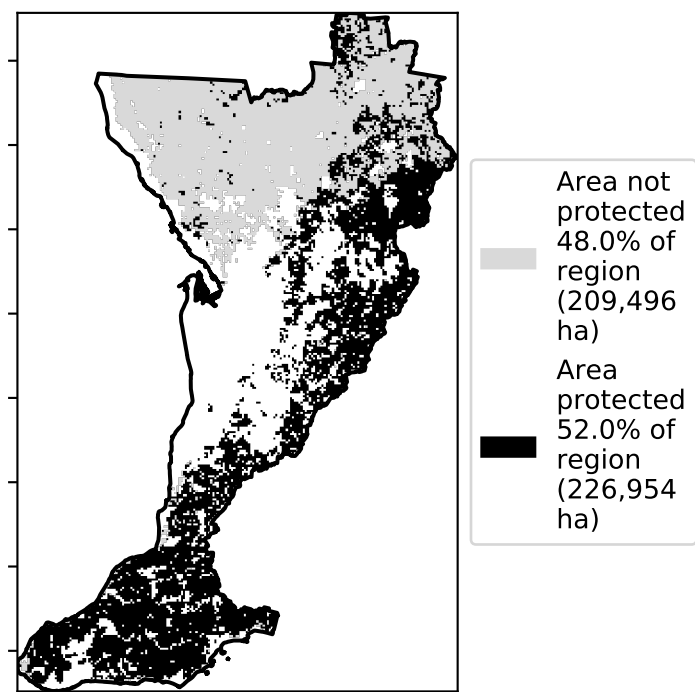 Area not
protected
48.0% of
region
(209,496
ha)
Area
protected
52.0% of
region
(226,954
ha)